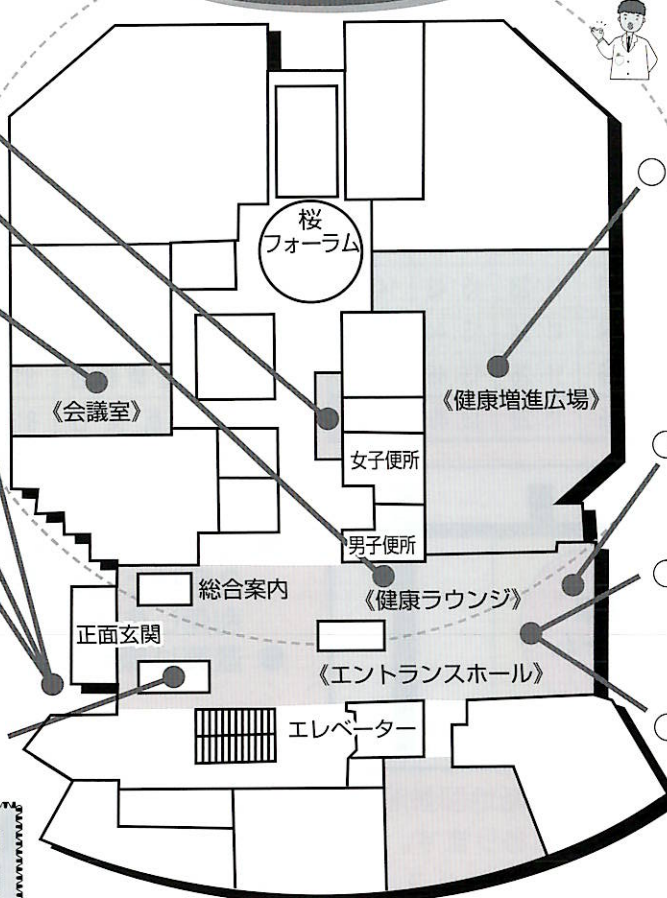 桜
フォーラム
《会議室》
《健康増進広場》
女子便所
男子便所
総合案内
《健康ラウンジ》
正面玄関
《エントランスホール》
エレベーター